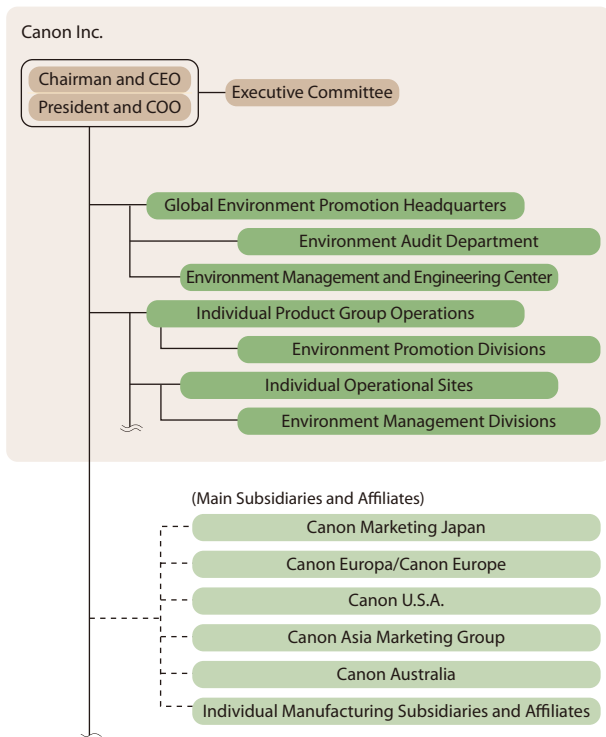 Canon Inc.
Chairman and CEO
President and COO
Executive Committee
Global Environment Promotion Headquarters
Environment Audit Department
Environment Management and Engineering Center
Individual Product Group Operations
Environment Promotion Divisions
Individual Operational Sites
Environment Management Divisions
(Main Subsidiaries and Affiliates)
Canon Marketing Japan
Canon Europa/Canon Europe
Canon U.S.A.
Canon Asia Marketing Group
Canon Australia
Individual Manufacturing Subsidiaries and Affiliates